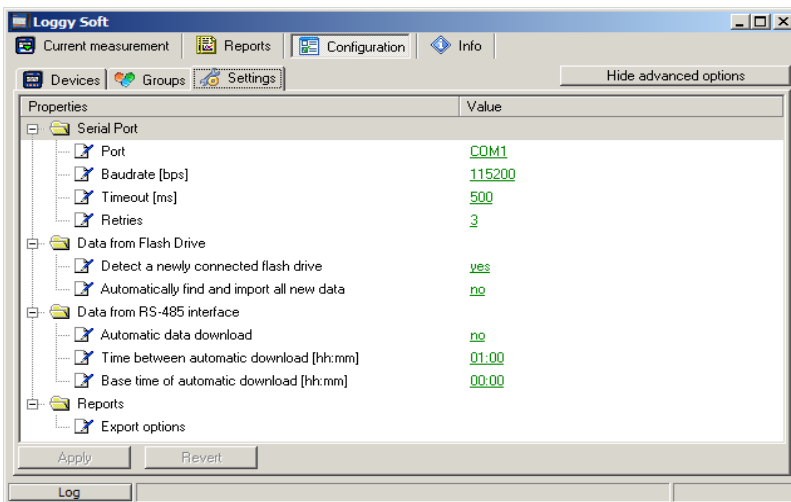 Loggy Soft
Current measurement Reports Configuration Info
Devices Groups Settings Hide advanced options
Properties Value
Serial Port
Port COM1
Baudrate [bps] 115200
Timeout [ms] 500
Retries 3
Data from Flash Drive
Detect a newly connected flash drive yes
Automatically find and import all new data no
Data from RS-485 interface
Automatic data download no
Time between automatic download [hh:mm] 01:00
Base time of automatic download [hh:mm] 00:00
Reports
Export options
Apply Revert
Log